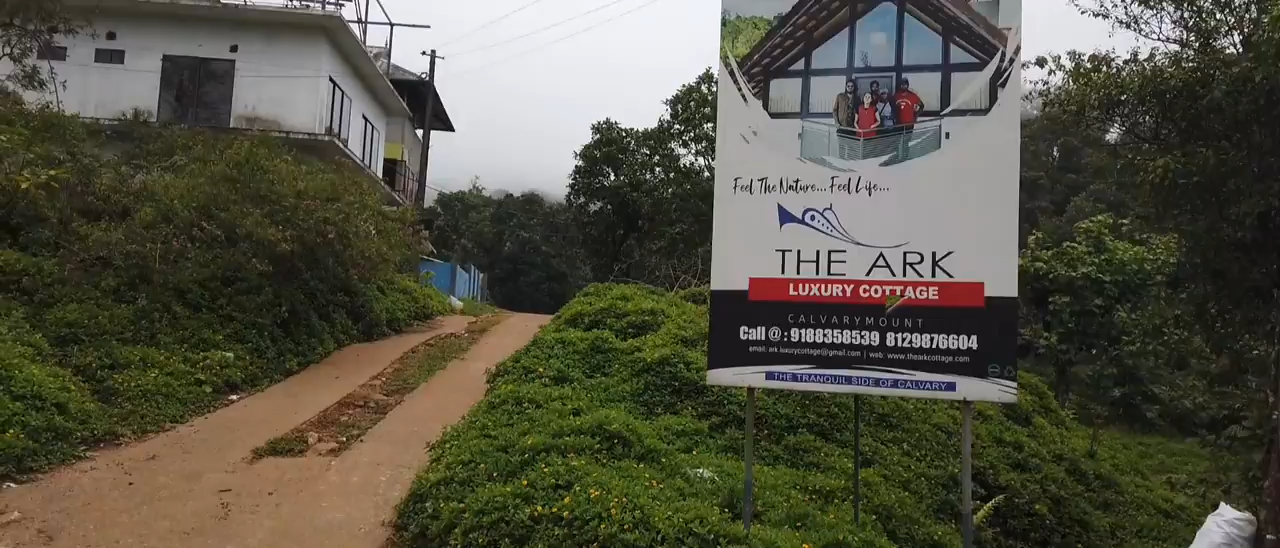 Feel The Nature... Feel Life...
THE ARK
LUXURY COTTAGE
CALVARYMOUNT
Call @ : 9188358539 8129876604
email: ark.luxurycottage@gmail.com | web: www.thearkcottage.com
THE TRANQUIL SIDE OF CALVARY